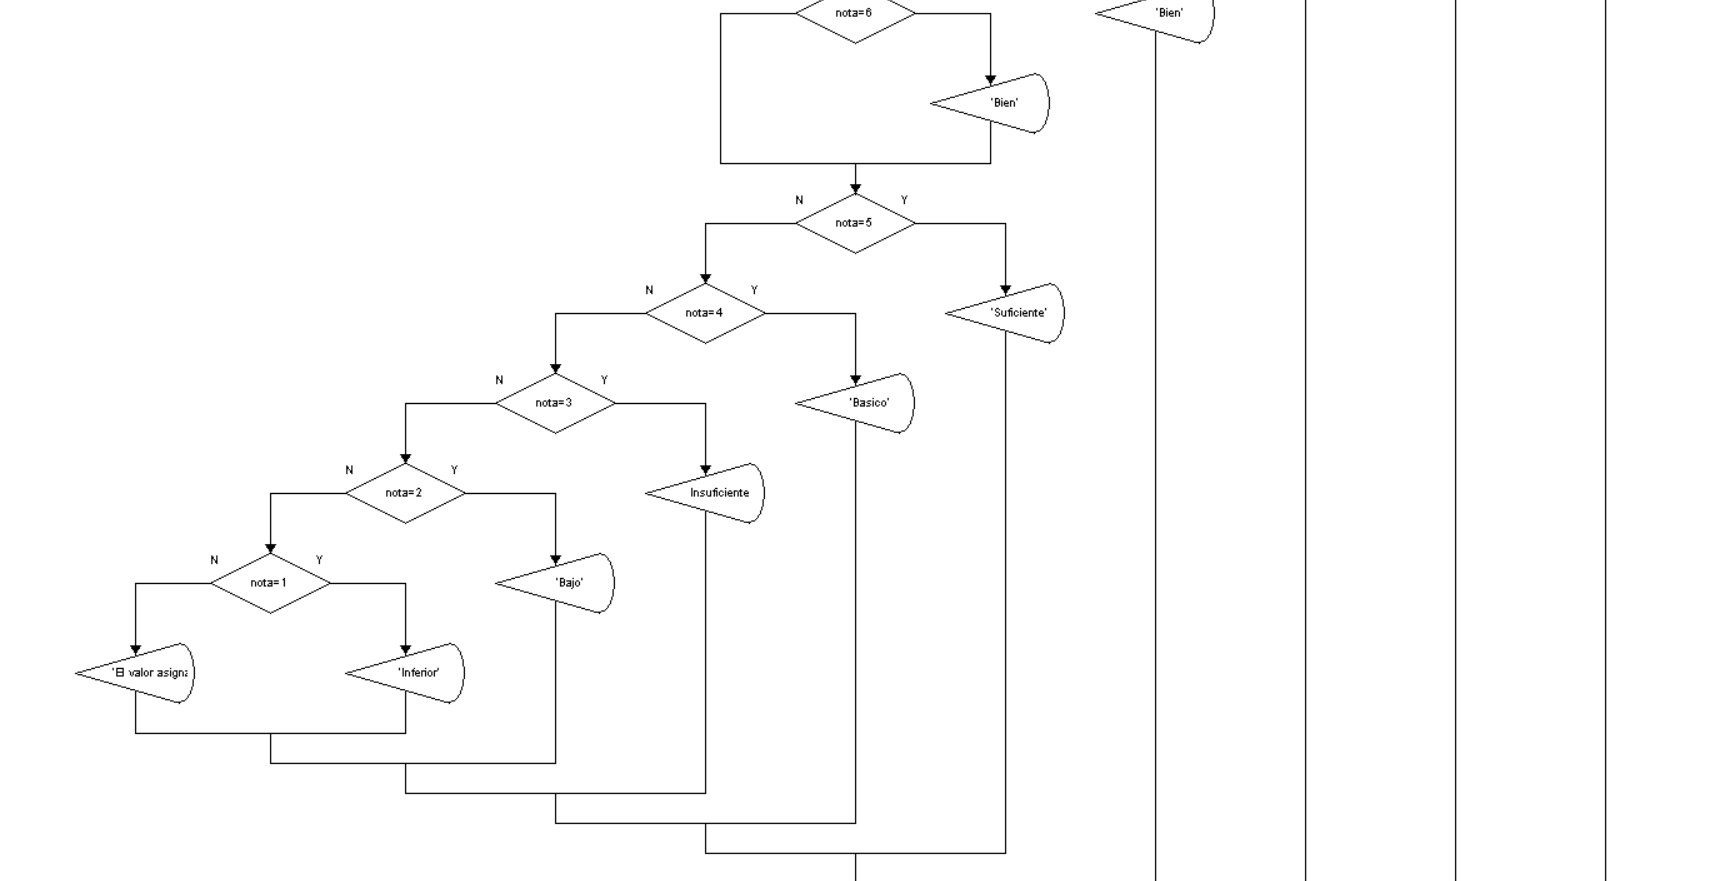 nota=6
'Bien'
'Bien'
N
Y
nota=5
N
Y
nota=4
'Suficiente'
N
Y
nota=3
'Basico'
N
Y
nota=2
Insuficiente
N
Y
nota=1
'Bajo'
'El valor asigna
'Inferior'